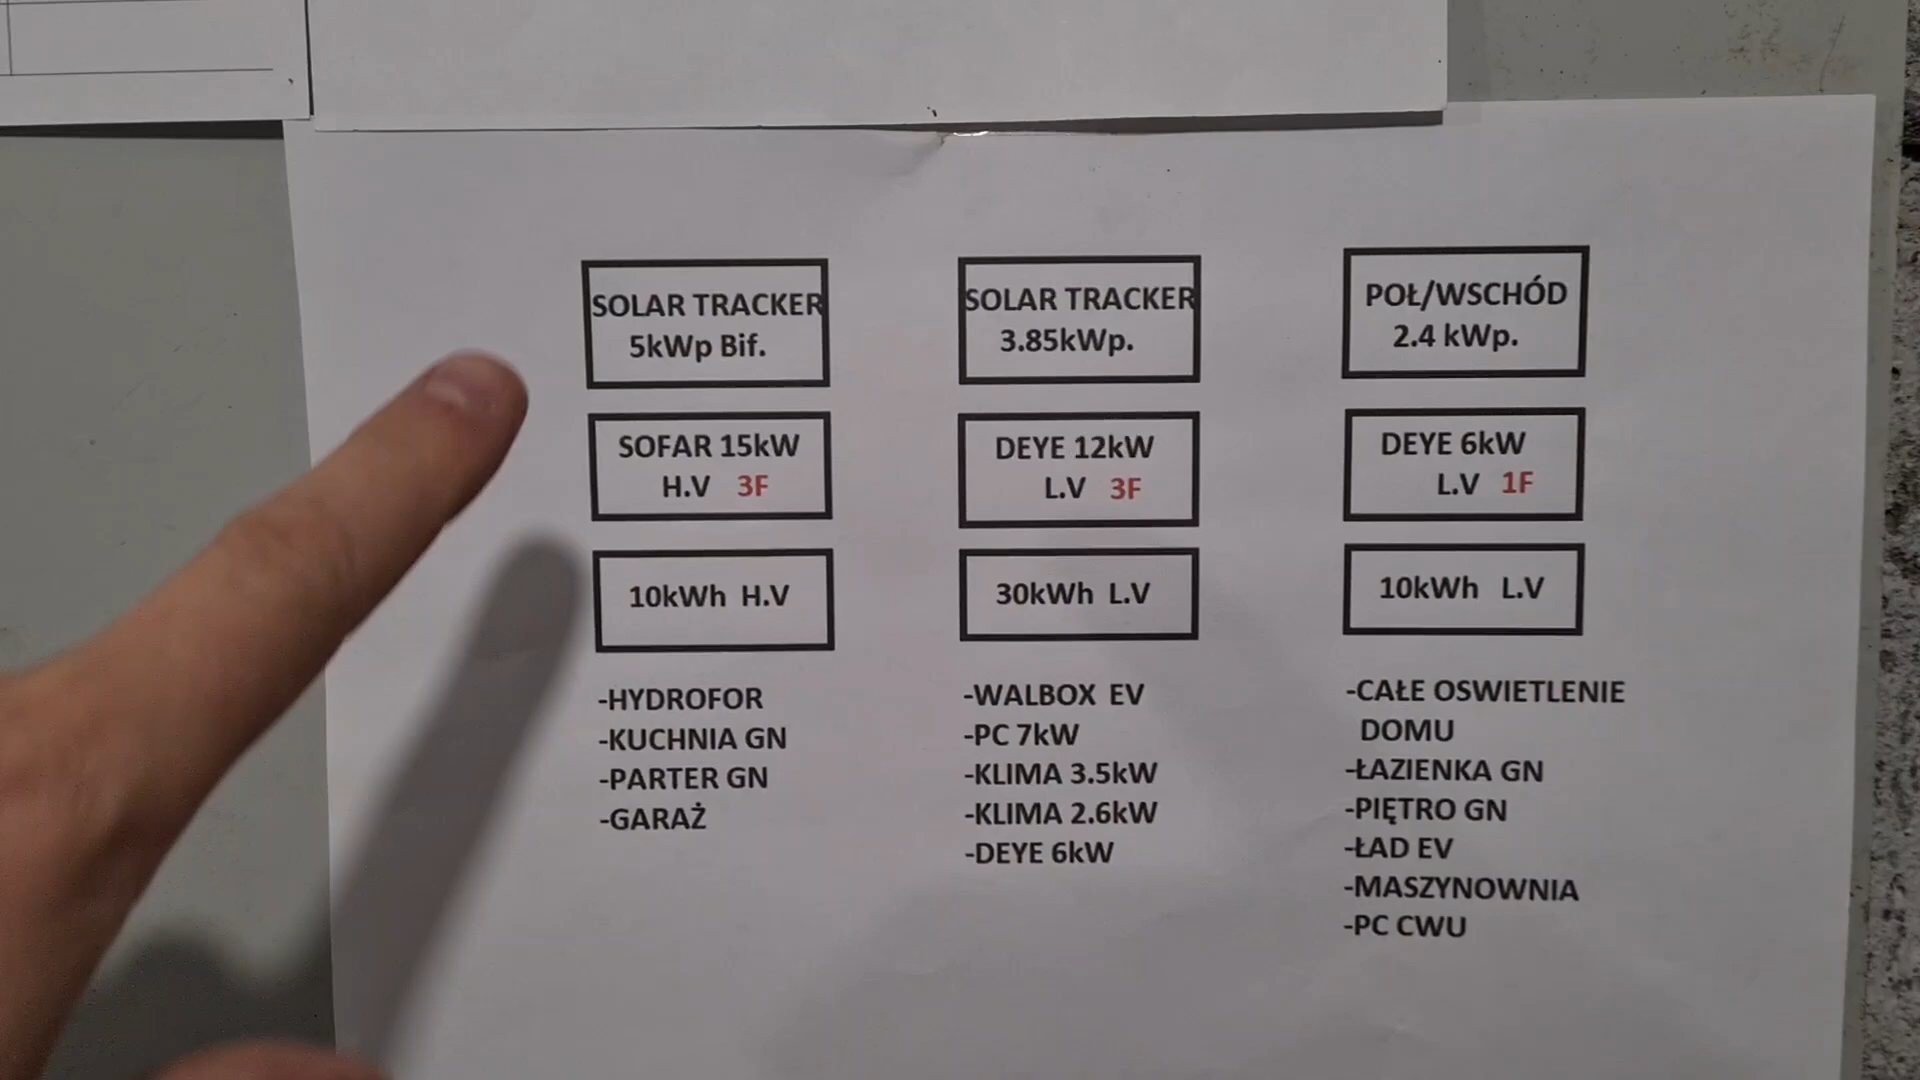 SOLAR TRACKER
5kWp Bif.
SOFAR 15kW
H.V 3F
10kWh H.V
-HYDROFOR
-KUCHNIA GN
-PARTER GN
-GARAŻ
SOLAR TRACKER
3.85kWp.
DEYE 12kW
L.V 3F
30kWh L.V
-WALBOX EV
-PC 7kW
-KLIMA 3.5kW
-KLIMA 2.6kW
-DEYE 6kW
POŁ/WSCHÓD
2.4 kWp.
DEYE 6kW
L.V 1F
10kWh L.V
-CAŁE OSWIETLENIE
DOMU
-ŁAZIENKA GN
-PIĘTRO GN
-ŁAD EV
-MASZYNOWNIA
-PC CWU